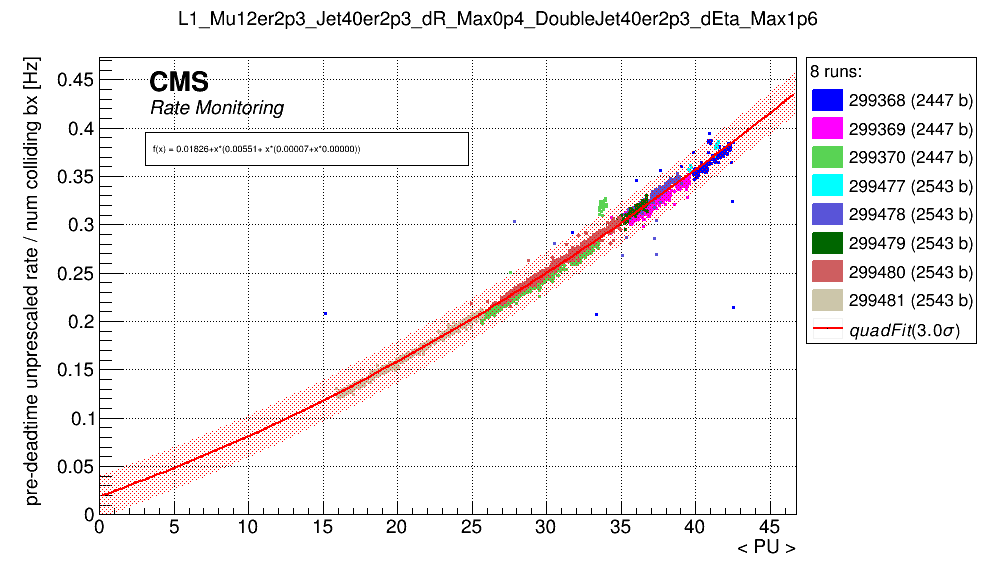 L1_Mu12er2p3_Jet40er2p3_dR_Max0p4_DoubleJet40er2p3_dEta_Max1p6
pre-deadtime unprescaled rate / num colliding bx [Hz]
CMS
Rate Monitoring
f(x) = 0.01826+x*(0.00551+ x*(0.00007+x*0.00000))
0.45
0.4
0.35
0.3
0.25
0.2
0.15
0.1
0.05
0
0 5 10 15 20 25 30 35 40 45
< PU >
8 runs:
299368 (2447 b)
299369 (2447 b)
299370 (2447 b)
299477 (2543 b)
299478 (2543 b)
299479 (2543 b)
299480 (2543 b)
299481 (2543 b)
quadFit(3.0σ)